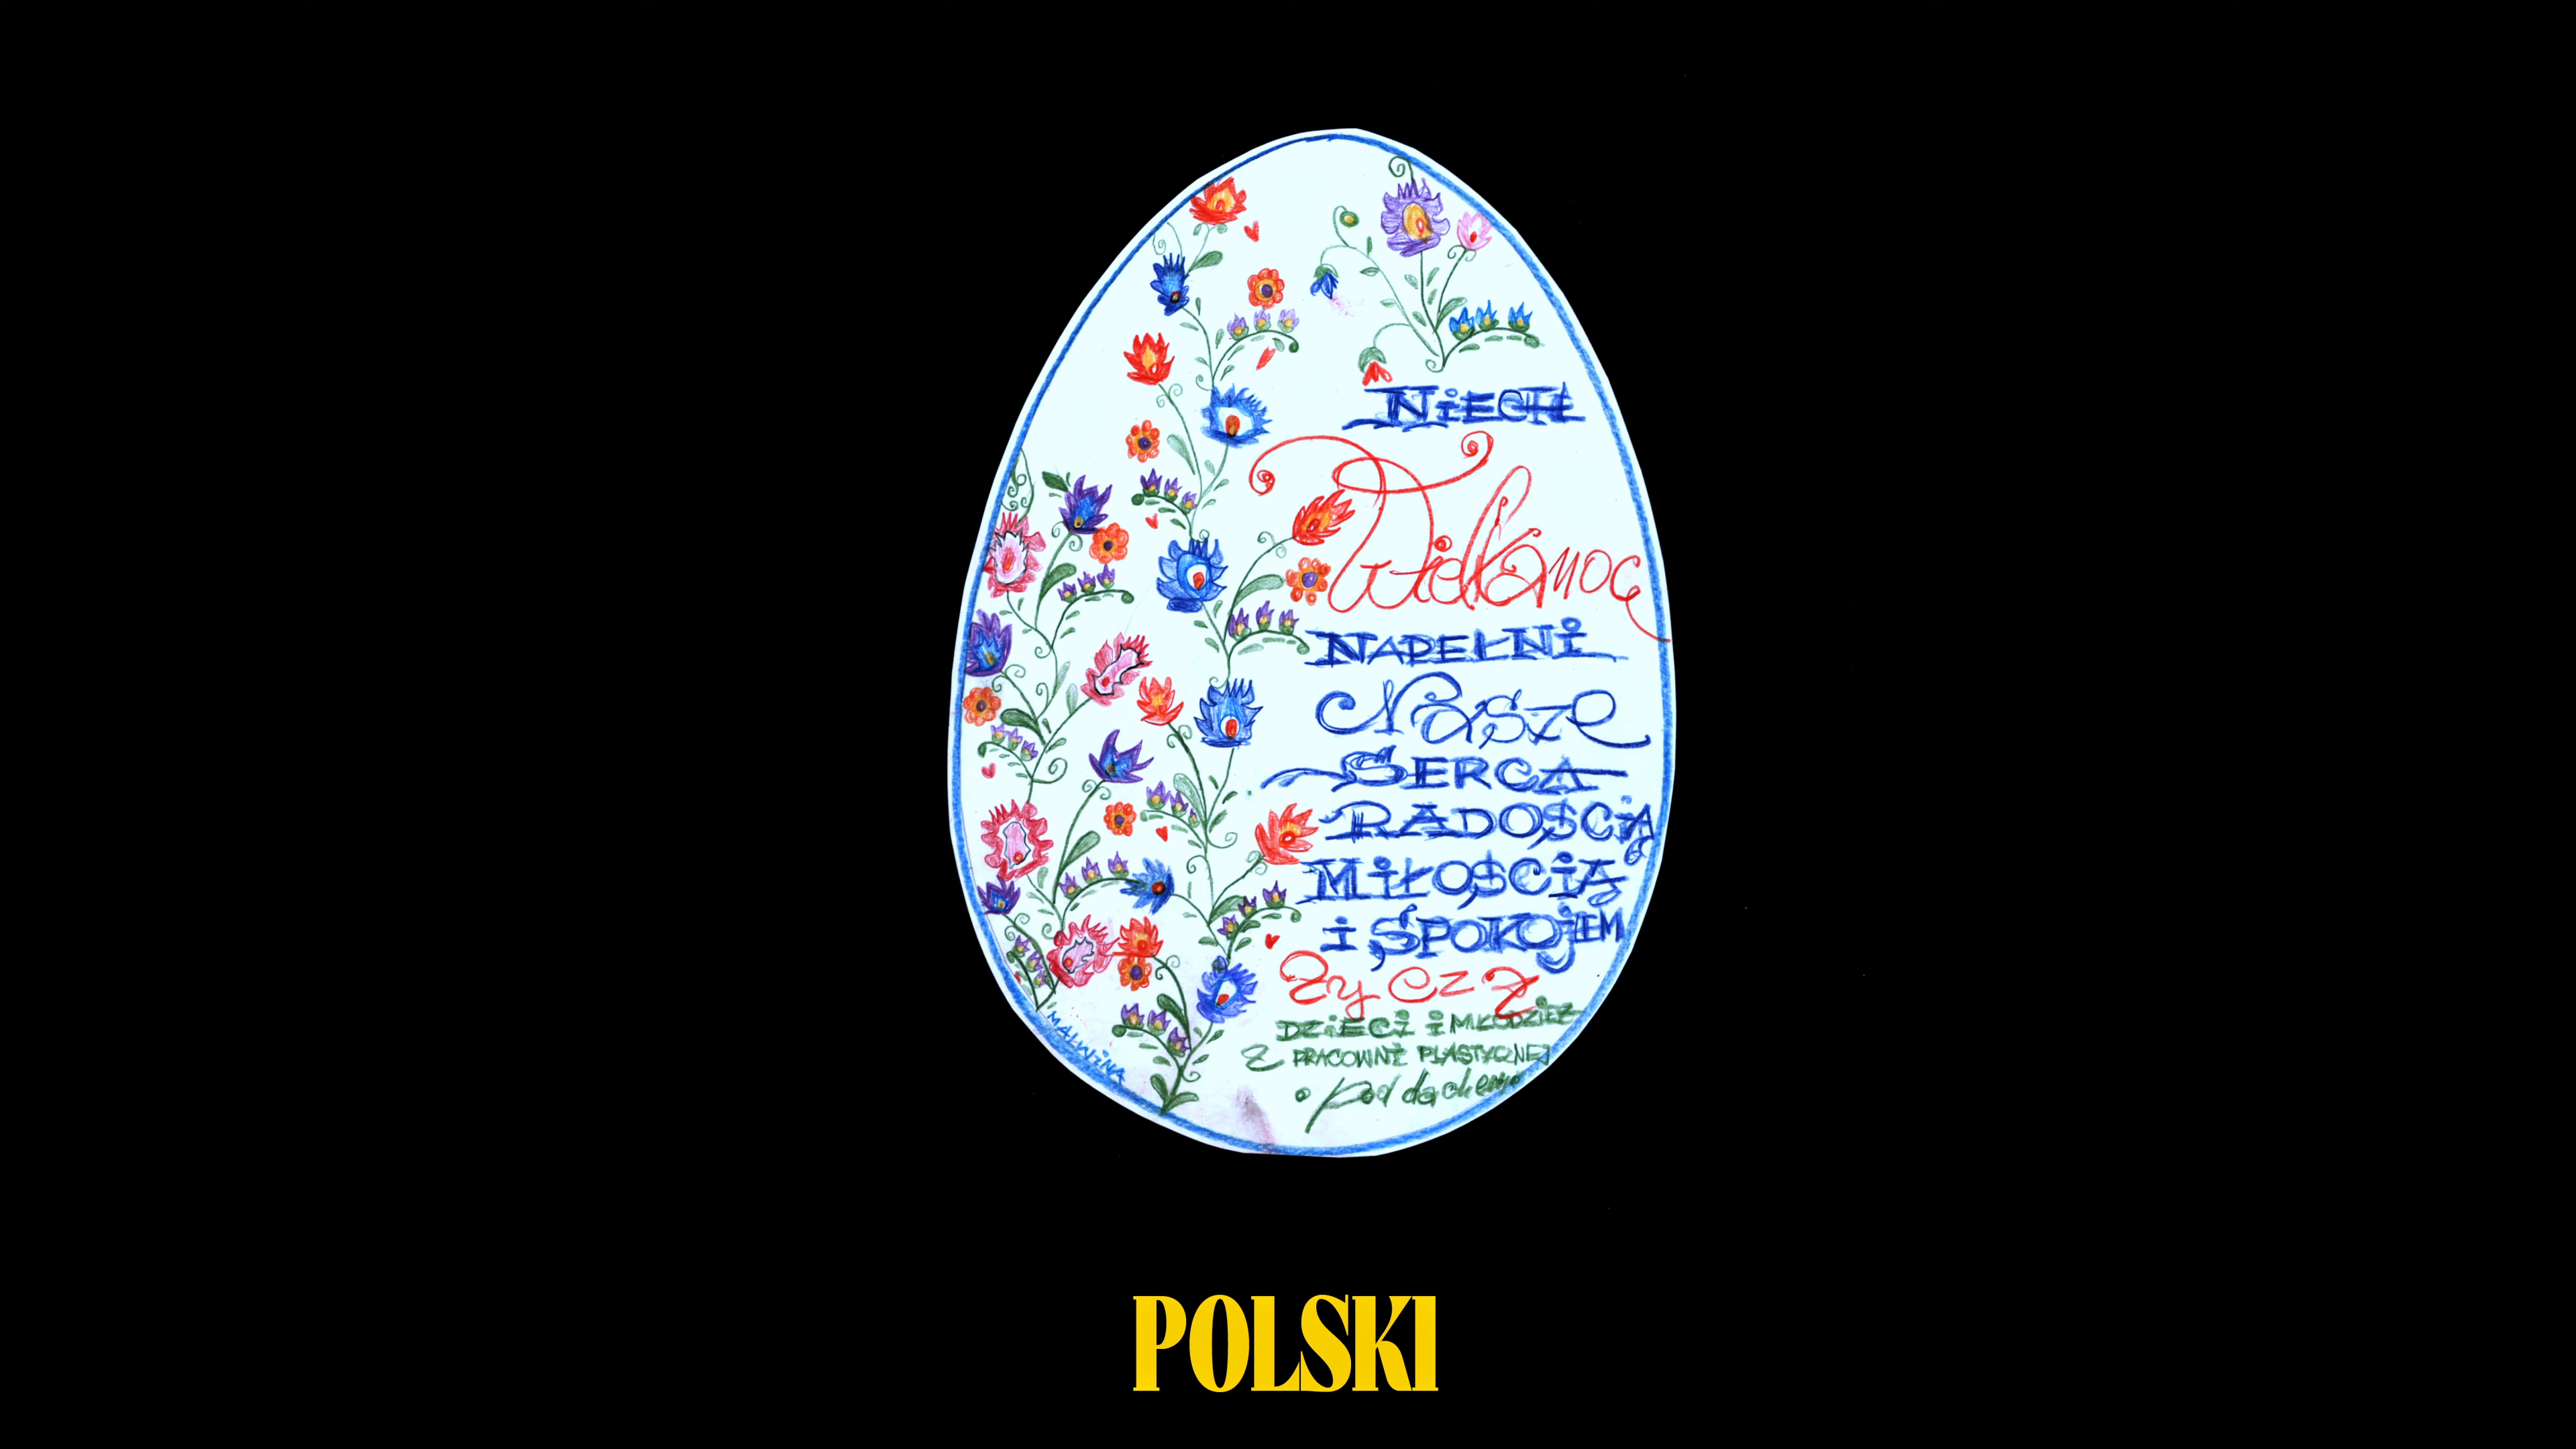 NiECH
Wielkanoc
NAPEŁNi
Nasze
SERCA
RADOŚCiĄ
MiŁOŚCiĄ
i SPOKOjEM
życzą
DZiECi i MŁODZiEŻ
Z PRACOWNi PLASTYCZNEJ
pod dachem
MALWiNA
POLSKI